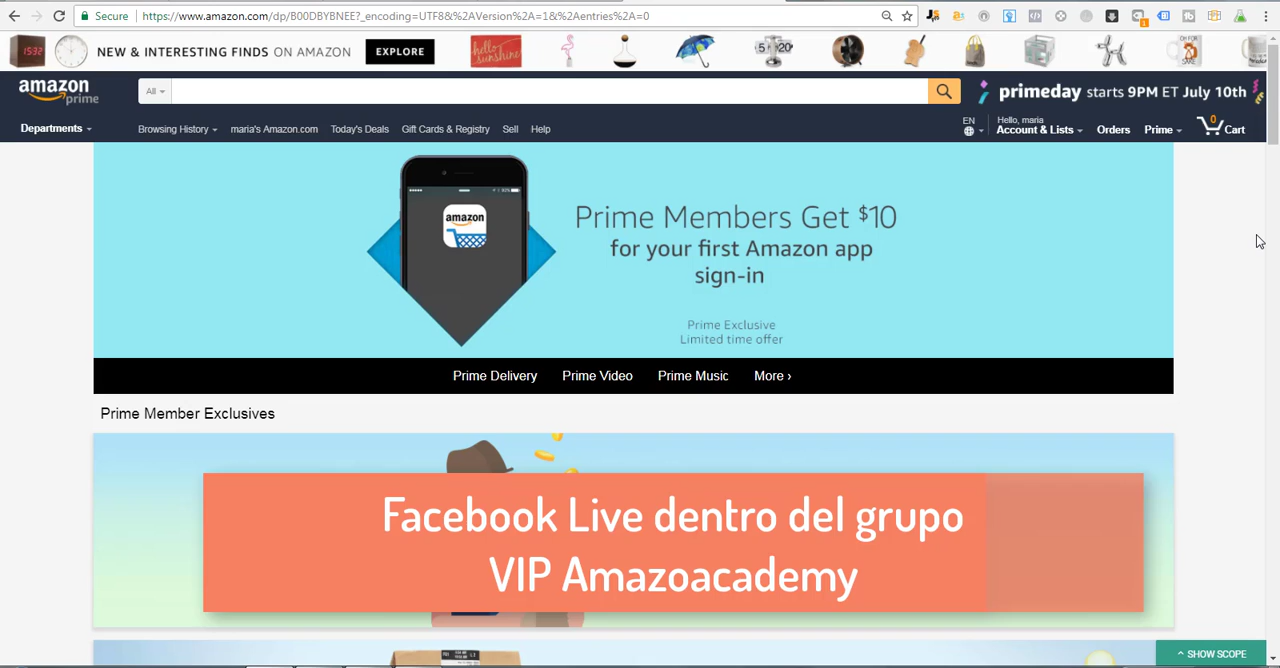 Secure https://www.amazon.com/dp/B00DBYBNEE?_encoding=UTF8&%2AVersion%2A=1&%2Aentries%2A=0
NEW & INTERESTING FINDS ON AMAZON EXPLORE hello sunshine
amazon prime All primeday starts 9PM ET July 10th
Departments Browsing History maria's Amazon.com Today's Deals Gift Cards & Registry Sell Help EN Hello, maria Account & Lists Orders Prime 0 Cart
amazon
Prime Members Get $10
for your first Amazon app
sign-in
Prime Exclusive
Limited time offer
Prime Delivery Prime Video Prime Music More ›
Prime Member Exclusives
Facebook Live dentro del grupo
VIP Amazoacademy
SHOW SCOPE